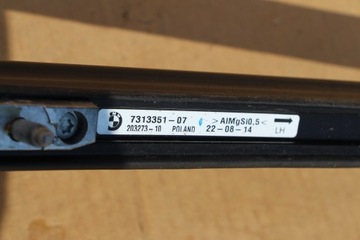 7313351-07 >AlMgSi0,5<
203273-10 POLAND 22-08-14 LH